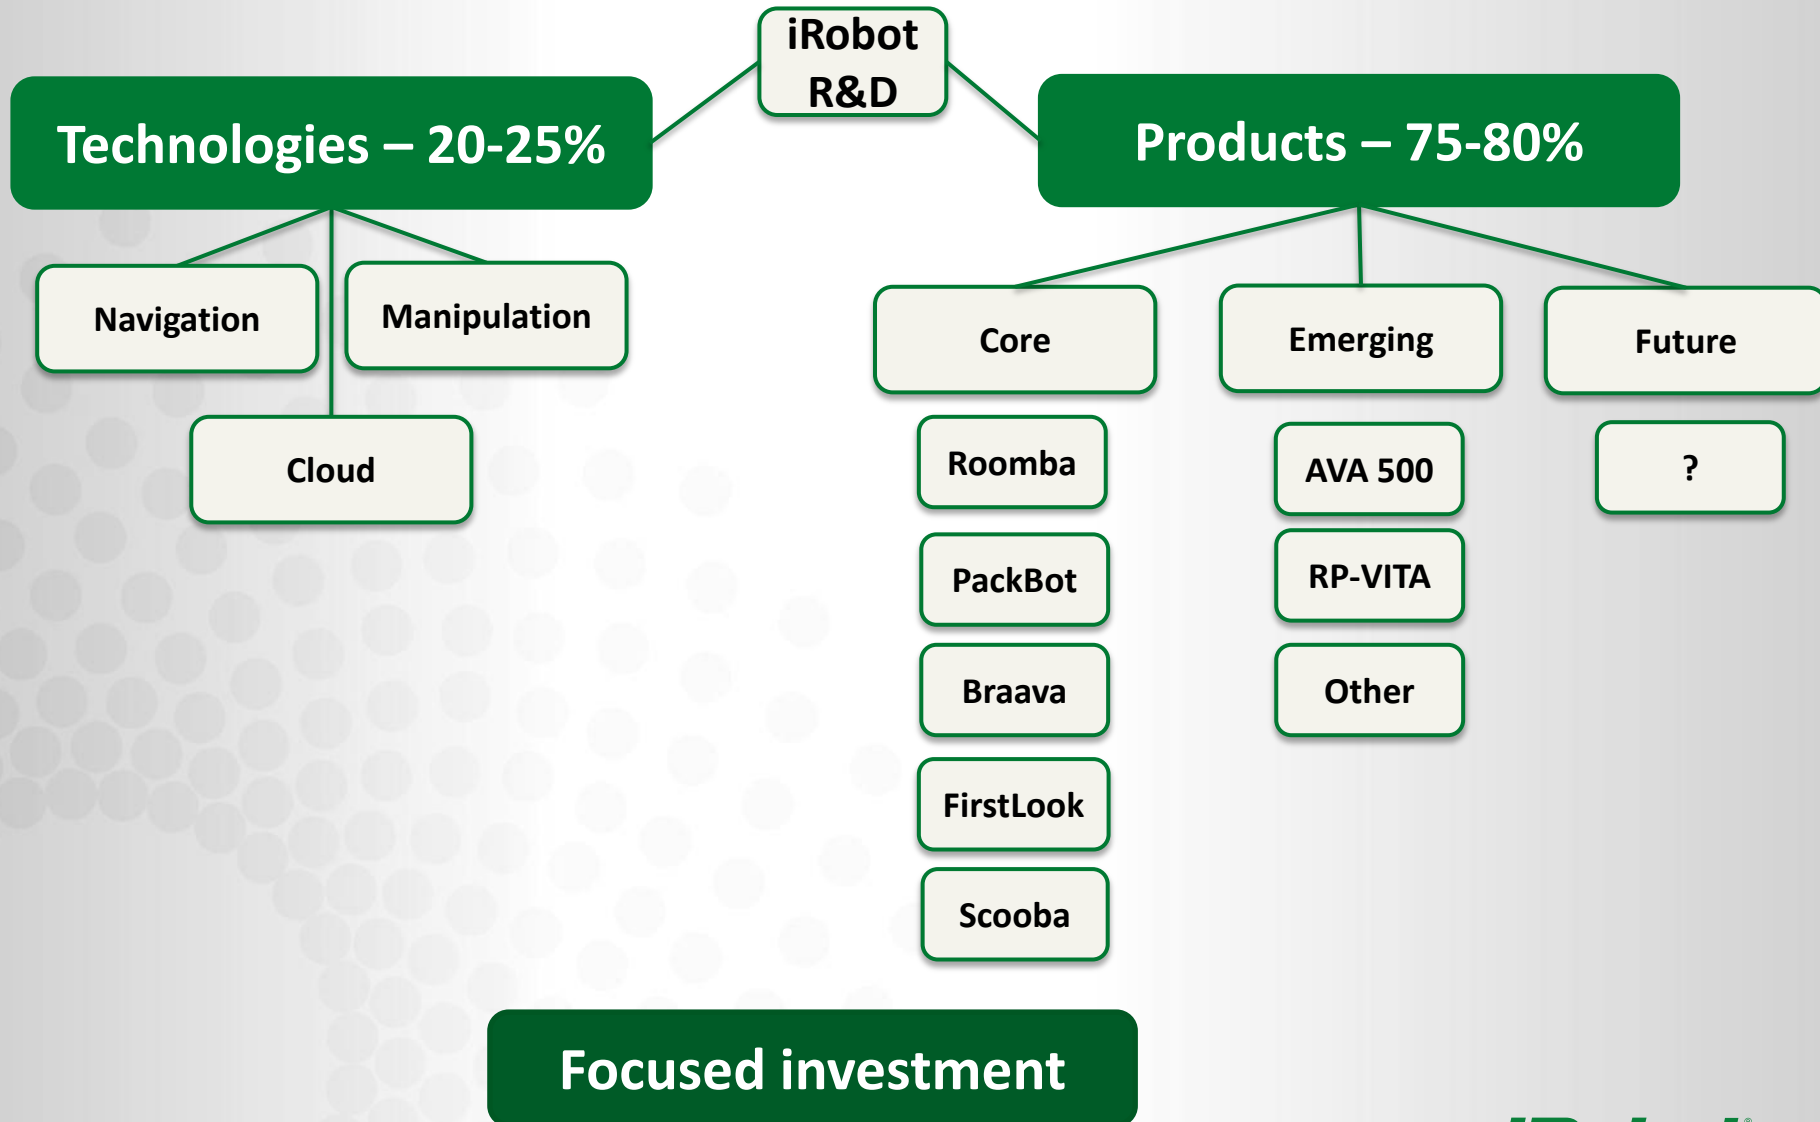 iRobot
R&D
Technologies – 20-25%
Products – 75-80%
Navigation
Manipulation
Cloud
Core
Emerging
Future
Roomba
PackBot
Braava
FirstLook
Scooba
AVA 500
RP-VITA
Other
?
Focused investment